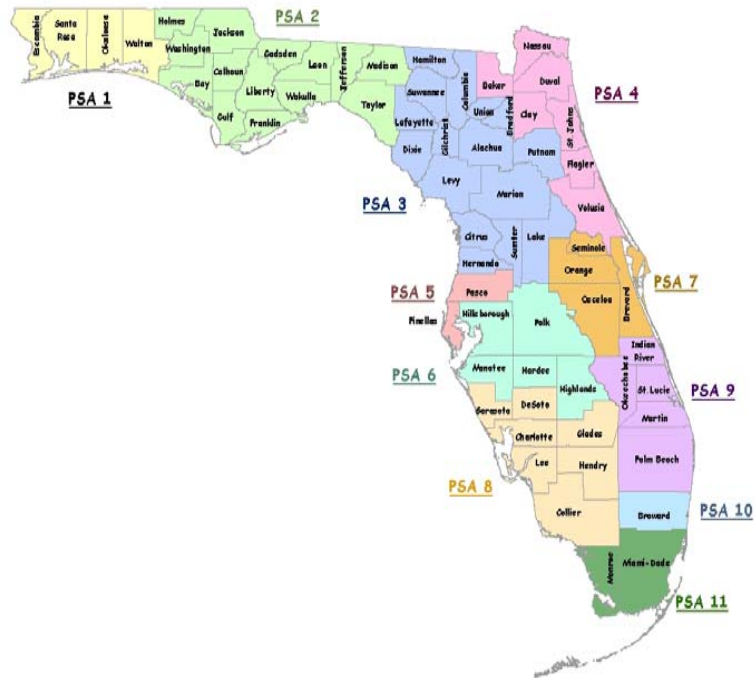 PSA 2
Holmes
Jackson
Escambia
Santa
Rosa
Okaloosa
Walton
Washington
Gadsden
Leon
Jefferson
Madison
Hamilton
Nassau
Bay
Calhoun
Liberty
Wakulla
Taylor
Suwannee
Columbia
Baker
Duval
PSA 1
Gulf
Franklin
Lafayette
Union
Bradford
Clay
St. Johns
PSA 4
Dixie
Gilchrist
Alachua
Putnam
Flagler
Levy
Marion
Volusia
PSA 3
Citrus
Sumter
Lake
Seminole
Hernando
Orange
PSA 7
PSA 5
Pasco
Osceola
Brevard
Pinellas
Hillsborough
Polk
Indian
River
PSA 6
Manatee
Hardee
Highlands
Okeechobee
St. Lucie
PSA 9
Sarasota
DeSoto
Martin
Charlotte
Glades
PSA 8
Lee
Hendry
Palm Beach
Collier
Broward
PSA 10
Monroe
Miami-Dade
PSA 11